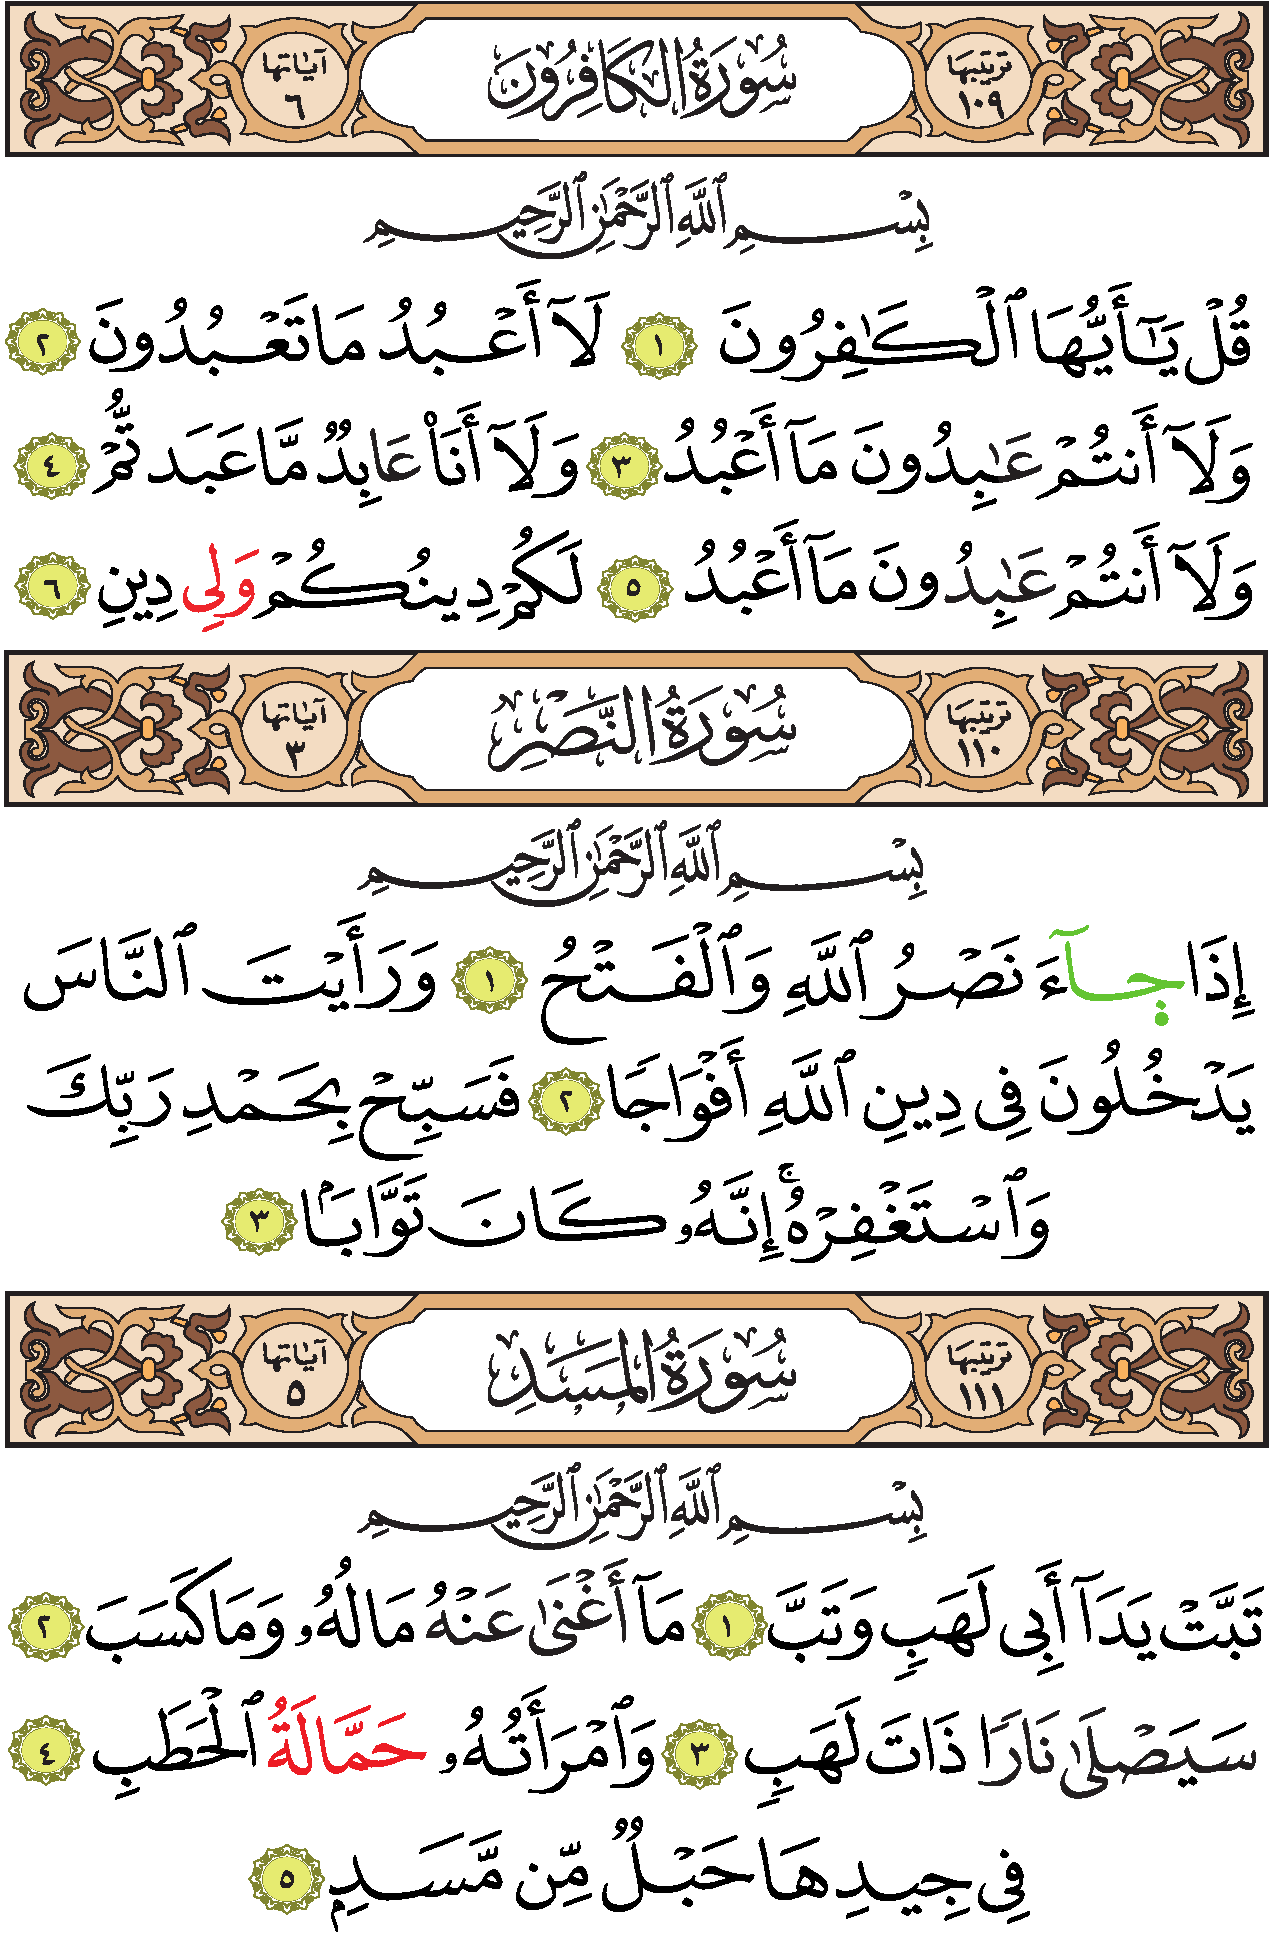 ترتيبها ١٠٩ سُورَةُ الكَافِرُونَ آياتها ٦
بِسْمِ ٱللَّهِ ٱلرَّحْمَٰنِ ٱلرَّحِيمِ
قُلْ يَٰٓأَيُّهَا ٱلْكَٰفِرُونَ ١ لَآ أَعْبُدُ مَا تَعْبُدُونَ ٢
وَلَآ أَنتُمْ عَٰبِدُونَ مَآ أَعْبُدُ ٣ وَلَآ أَنَا۠ عَابِدٌ مَّا عَبَدتُّمْ ٤
وَلَآ أَنتُمْ عَٰبِدُونَ مَآ أَعْبُدُ ٥ لَكُمْ دِينُكُمْ وَلِى دِينِ ٦
ترتيبها ١١٠ سُورَةُ النَّصْرِ آياتها ٣
بِسْمِ ٱللَّهِ ٱلرَّحْمَٰنِ ٱلرَّحِيمِ
إِذَا جَآءَ نَصْرُ ٱللَّهِ وَٱلْفَتْحُ ١ وَرَأَيْتَ ٱلنَّاسَ
يَدْخُلُونَ فِى دِينِ ٱللَّهِ أَفْوَاجًا ٢ فَسَبِّحْ بِحَمْدِ رَبِّكَ
وَٱسْتَغْفِرْهُ ۚ إِنَّهُۥ كَانَ تَوَّابَۢا ٣
ترتيبها ١١١ سُورَةُ المَسَدِ آياتها ٥
بِسْمِ ٱللَّهِ ٱلرَّحْمَٰنِ ٱلرَّحِيمِ
تَبَّتْ يَدَآ أَبِى لَهَبٍ وَتَبَّ ١ مَآ أَغْنَىٰ عَنْهُ مَالُهُۥ وَمَا كَسَبَ ٢
سَيَصْلَىٰ نَارًا ذَاتَ لَهَبٍ ٣ وَٱمْرَأَتُهُۥ حَمَّالَةُ ٱلْحَطَبِ ٤
فِى جِيدِهَا حَبْلٌ مِّن مَّسَدِۭ ٥